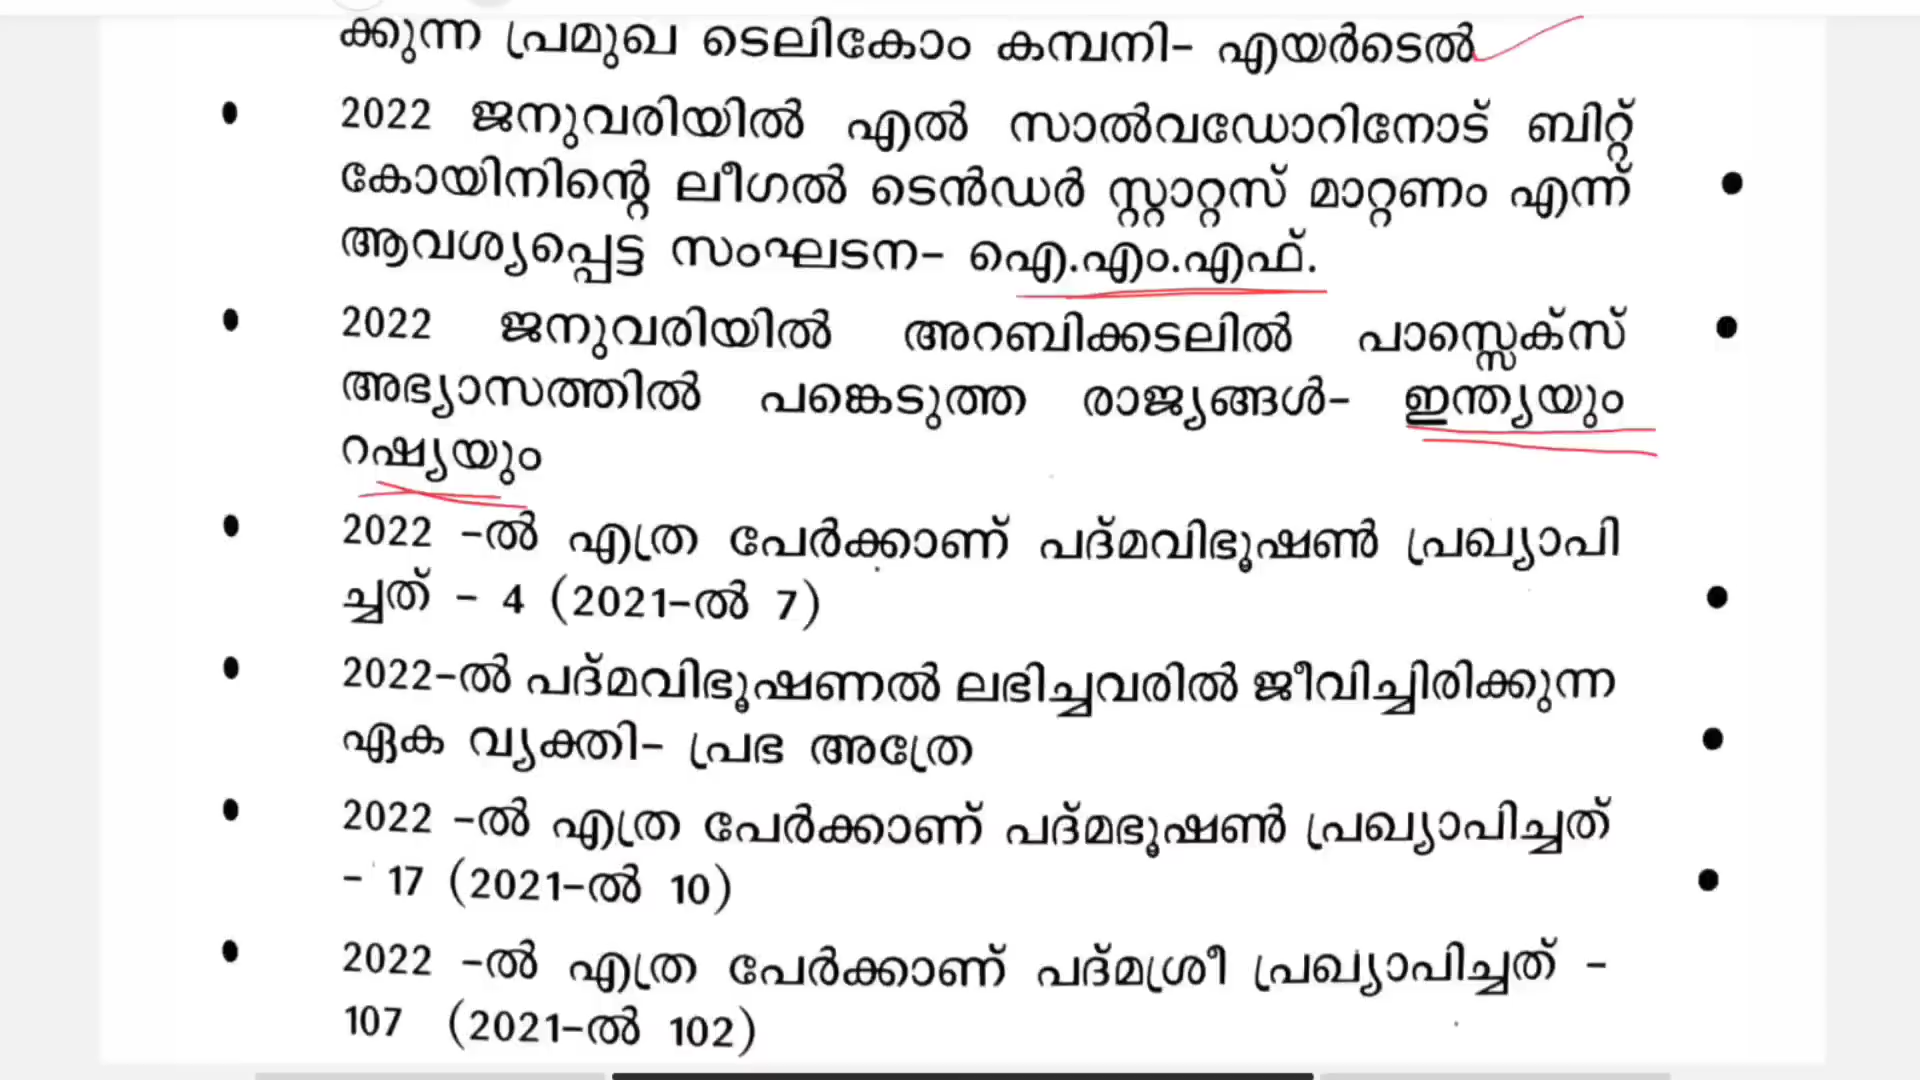 ക്കുന്ന പ്രമുഖ ടെലികോം കമ്പനി- എയർടെൽ
• 2022 ജനുവരിയിൽ എൽ സാൽവഡോറിനോട് ബിറ്റ്
കോയിനിന്റെ ലീഗൽ ടെൻഡർ സ്റ്റാറ്റസ് മാറ്റണം എന്ന്
ആവശ്യപ്പെട്ട സംഘടന- ഐ.എം.എഫ്.
• 2022 ജനുവരിയിൽ അറബിക്കടലിൽ പാസ്സെക്സ്
അഭ്യാസത്തിൽ പങ്കെടുത്ത രാജ്യങ്ങൾ- ഇന്ത്യയും
റഷ്യയും
• 2022 -ൽ എത്ര പേർക്കാണ് പദ്മവിഭൂഷൺ പ്രഖ്യാപി
ച്ചത് - 4 (2021-ൽ 7)
• 2022-ൽ പദ്മവിഭൂഷണൽ ലഭിച്ചവരിൽ ജീവിച്ചിരിക്കുന്ന
ഏക വ്യക്തി- പ്രഭ അത്രേ
• 2022 -ൽ എത്ര പേർക്കാണ് പദ്മഭൂഷൺ പ്രഖ്യാപിച്ചത്
- 17 (2021-ൽ 10)
• 2022 -ൽ എത്ര പേർക്കാണ് പദ്മശ്രീ പ്രഖ്യാപിച്ചത് -
107 (2021-ൽ 102)